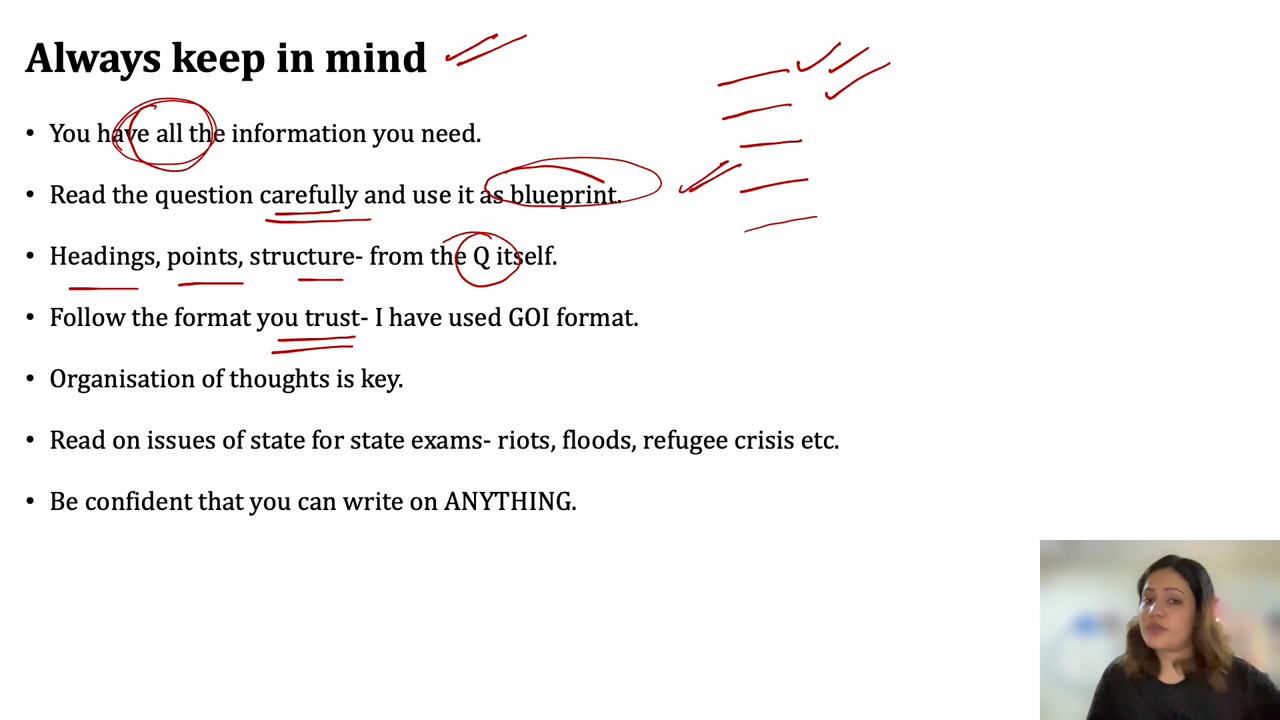 Always keep in mind
• You have all the information you need.
• Read the question carefully and use it as blueprint.
• Headings, points, structure- from the Q itself.
• Follow the format you trust- I have used GOI format.
• Organisation of thoughts is key.
• Read on issues of state for state exams- riots, floods, refugee crisis etc.
• Be confident that you can write on ANYTHING.